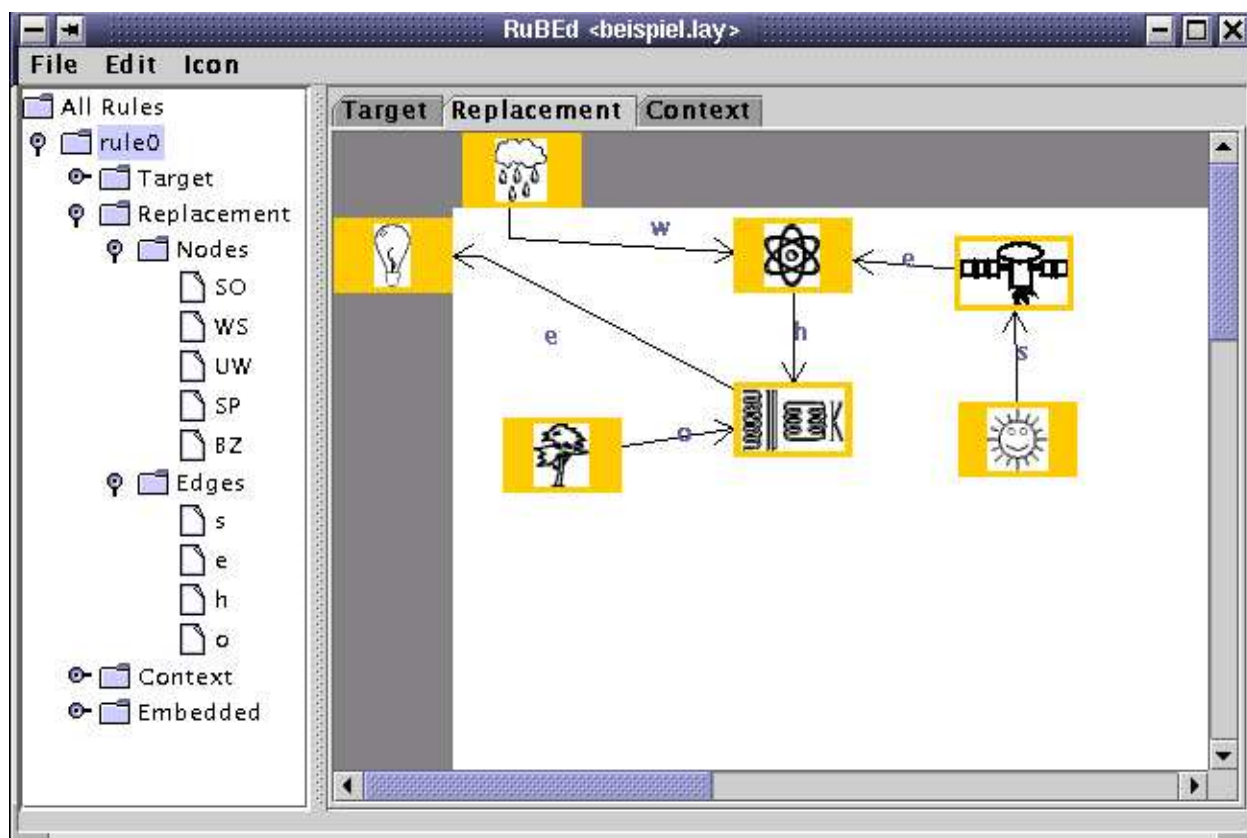 RuBEd <beispiel.lay>
File Edit Icon
All Rules
rule0
Target
Replacement
Nodes
SO
WS
UW
SP
BZ
Edges
s
e
h
o
Context
Embedded
Target Replacement Context
w
e
h
e
s
o